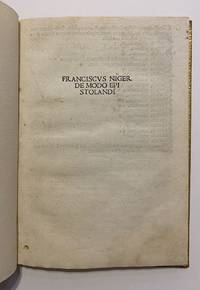 FRANCISCVS NIGER.
DE MODO EPI
STOLANDI